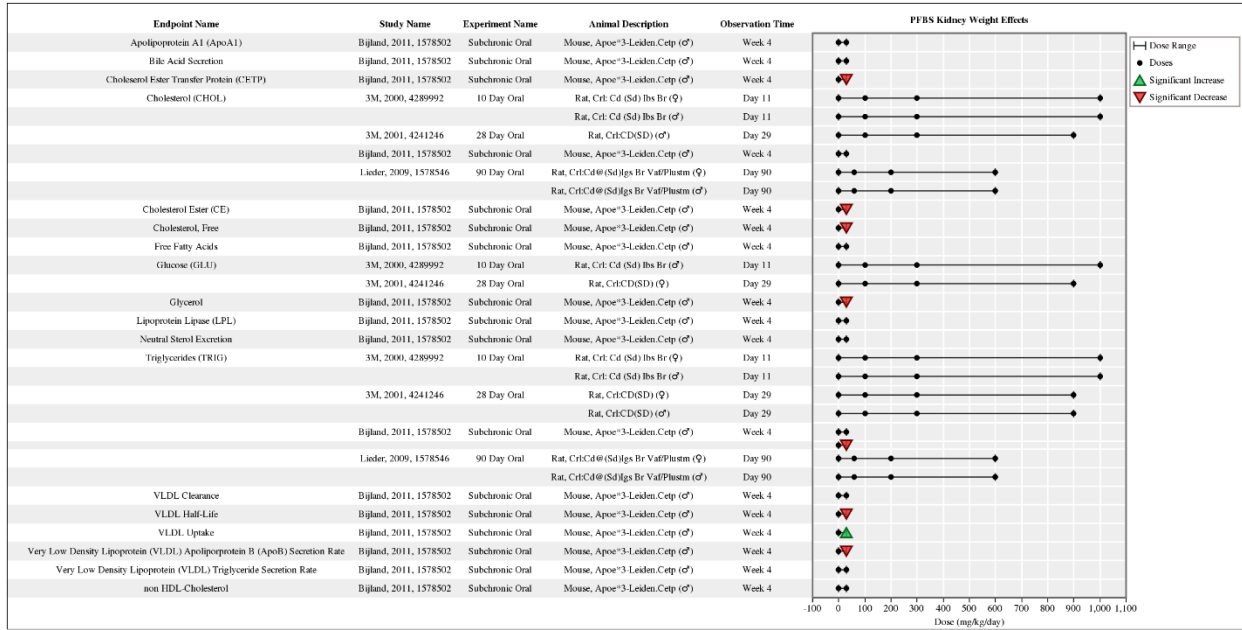 Endpoint Name Study Name Experiment Name Animal Description Observation Time PFBS Kidney Weight Effects
Apolipoprotein A1 (ApoA1) Bijland, 2011, 1578502 Subchronic Oral Mouse, Apoe*3-Leiden.Cetp (♂) Week 4
Bile Acid Secretion Bijland, 2011, 1578502 Subchronic Oral Mouse, Apoe*3-Leiden.Cetp (♂) Week 4
Choleserol Ester Transfer Protein (CETP) Bijland, 2011, 1578502 Subchronic Oral Mouse, Apoe*3-Leiden.Cetp (♂) Week 4
Cholesterol (CHOL) 3M, 2000, 4289992 10 Day Oral Rat, Crl: Cd (Sd) Ibs Br (♀) Day 11
Rat, Crl: Cd (Sd) Ibs Br (♂) Day 11
3M, 2001, 4241246 28 Day Oral Rat, Crl:CD(SD) (♂) Day 29
Bijland, 2011, 1578502 Subchronic Oral Mouse, Apoe*3-Leiden.Cetp (♂) Week 4
Lieder, 2009, 1578546 90 Day Oral Rat, Crl:Cd@(Sd)Igs Br Vaf/Plustm (♀) Day 90
Rat, Crl:Cd@(Sd)Igs Br Vaf/Plustm (♂) Day 90
Cholesterol Ester (CE) Bijland, 2011, 1578502 Subchronic Oral Mouse, Apoe*3-Leiden.Cetp (♂) Week 4
Cholesterol, Free Bijland, 2011, 1578502 Subchronic Oral Mouse, Apoe*3-Leiden.Cetp (♂) Week 4
Free Fatty Acids Bijland, 2011, 1578502 Subchronic Oral Mouse, Apoe*3-Leiden.Cetp (♂) Week 4
Glucose (GLU) 3M, 2000, 4289992 10 Day Oral Rat, Crl: Cd (Sd) Ibs Br (♂) Day 11
3M, 2001, 4241246 28 Day Oral Rat, Crl:CD(SD) (♀) Day 29
Glycerol Bijland, 2011, 1578502 Subchronic Oral Mouse, Apoe*3-Leiden.Cetp (♂) Week 4
Lipoprotein Lipase (LPL) Bijland, 2011, 1578502 Subchronic Oral Mouse, Apoe*3-Leiden.Cetp (♂) Week 4
Neutral Sterol Excretion Bijland, 2011, 1578502 Subchronic Oral Mouse, Apoe*3-Leiden.Cetp (♂) Week 4
Triglycerides (TRIG) 3M, 2000, 4289992 10 Day Oral Rat, Crl: Cd (Sd) Ibs Br (♀) Day 11
Rat, Crl: Cd (Sd) Ibs Br (♂) Day 11
3M, 2001, 4241246 28 Day Oral Rat, Crl:CD(SD) (♀) Day 29
Rat, Crl:CD(SD) (♂) Day 29
Bijland, 2011, 1578502 Subchronic Oral Mouse, Apoe*3-Leiden.Cetp (♂) Week 4
Lieder, 2009, 1578546 90 Day Oral Rat, Crl:Cd@(Sd)Igs Br Vaf/Plustm (♀) Day 90
Rat, Crl:Cd@(Sd)Igs Br Vaf/Plustm (♂) Day 90
VLDL Clearance Bijland, 2011, 1578502 Subchronic Oral Mouse, Apoe*3-Leiden.Cetp (♂) Week 4
VLDL Half-Life Bijland, 2011, 1578502 Subchronic Oral Mouse, Apoe*3-Leiden.Cetp (♂) Week 4
VLDL Uptake Bijland, 2011, 1578502 Subchronic Oral Mouse, Apoe*3-Leiden.Cetp (♂) Week 4
Very Low Density Lipoprotein (VLDL) Apoliporprotein B (ApoB) Secretion Rate Bijland, 2011, 1578502 Subchronic Oral Mouse, Apoe*3-Leiden.Cetp (♂) Week 4
Very Low Density Lipoprotein (VLDL) Triglyceride Secretion Rate Bijland, 2011, 1578502 Subchronic Oral Mouse, Apoe*3-Leiden.Cetp (♂) Week 4
non HDL-Cholesterol Bijland, 2011, 1578502 Subchronic Oral Mouse, Apoe*3-Leiden.Cetp (♂) Week 4
-100 0 100 200 300 400 500 600 700 800 900 1,000 1,100
Dose (mg/kg/day)
Dose Range
Doses
Significant Increase
Significant Decrease